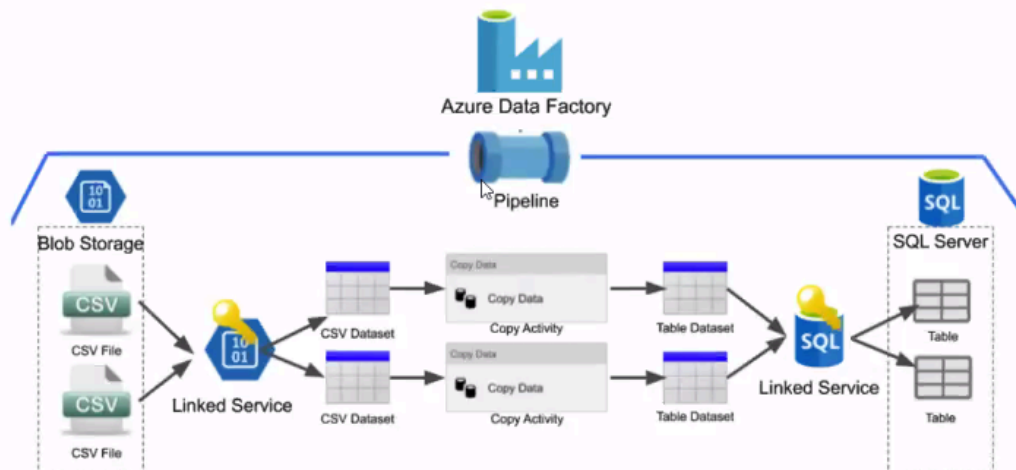 Azure Data Factory
Pipeline
10
01
Blob Storage
SQL
SQL Server
CSV
CSV File
CSV
CSV File
10
01
Linked Service
CSV Dataset
Copy Data
Copy Data
Copy Activity
Table Dataset
CSV Dataset
Copy Data
Copy Data
Copy Activity
Table Dataset
SQL
Linked Service
Table
Table